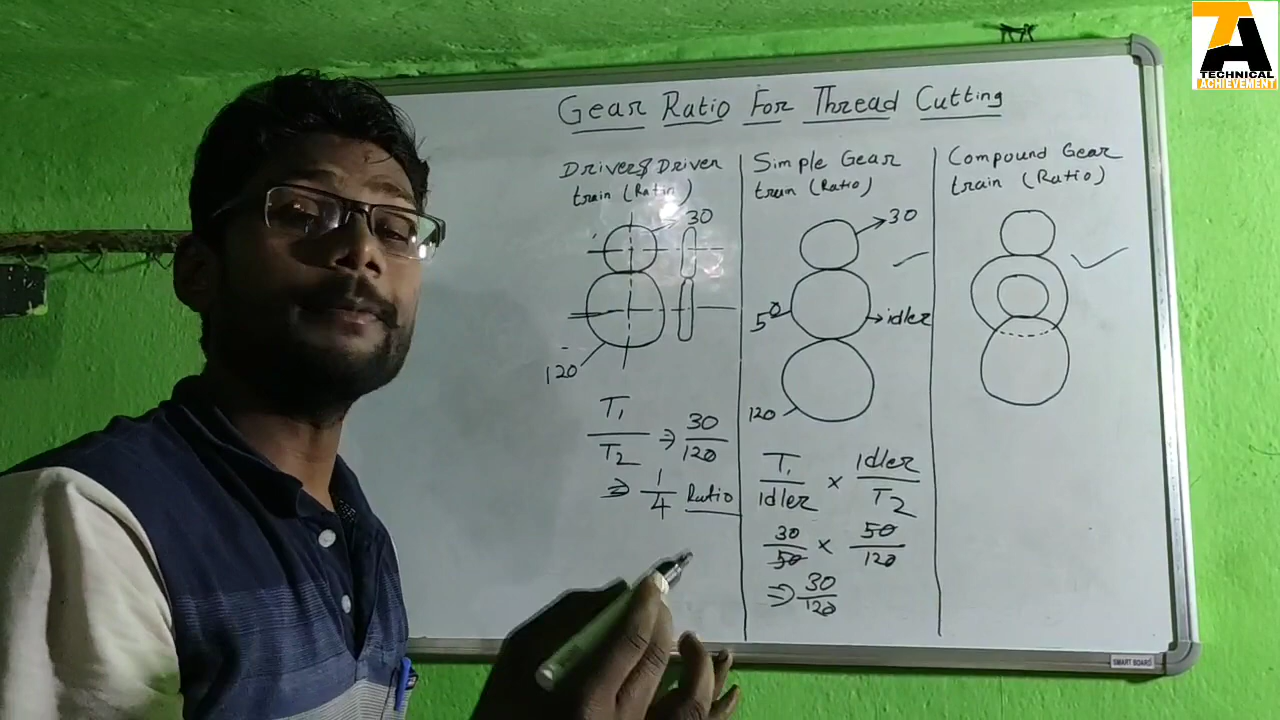 TA
TECHNICAL
ACHIEVEMENT
Gear Ratio For Thread Cutting
Driver & Driver
train (Ratio)
30
120
T1
T2
⇒ 30
120
⇒ 1
4
Ratio
Simple Gear
train (Ratio)
30
50
idler
120
T1
idler
× idler
T2
30
50
× 50
120
⇒ 30
120
Compound Gear
train (Ratio)
SMART BOARD